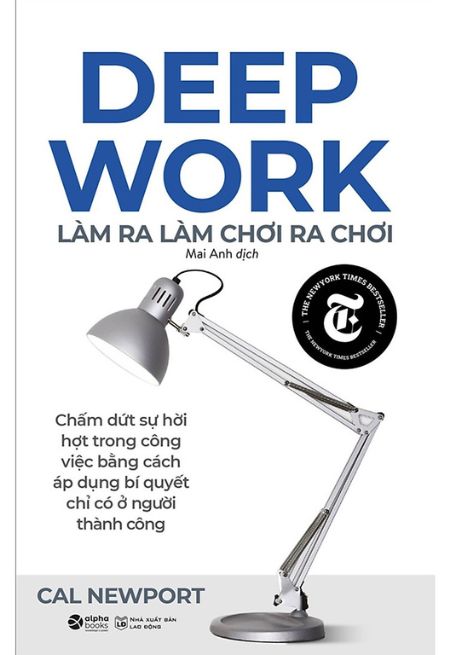 DEEP
WORK
LÀM RA LÀM CHƠI RA CHƠI
Mai Anh dịch
THE NEW YORK TIMES BESTSELLER
T
THE NEWYORK TIMES BESTSELLER
Chấm dứt sự hời
hợt trong công
việc bằng cách
áp dụng bí quyết
chỉ có ở người
thành công
CAL NEWPORT
alpha
books
LĐ
NHÀ XUẤT BẢN
LAO ĐỘNG